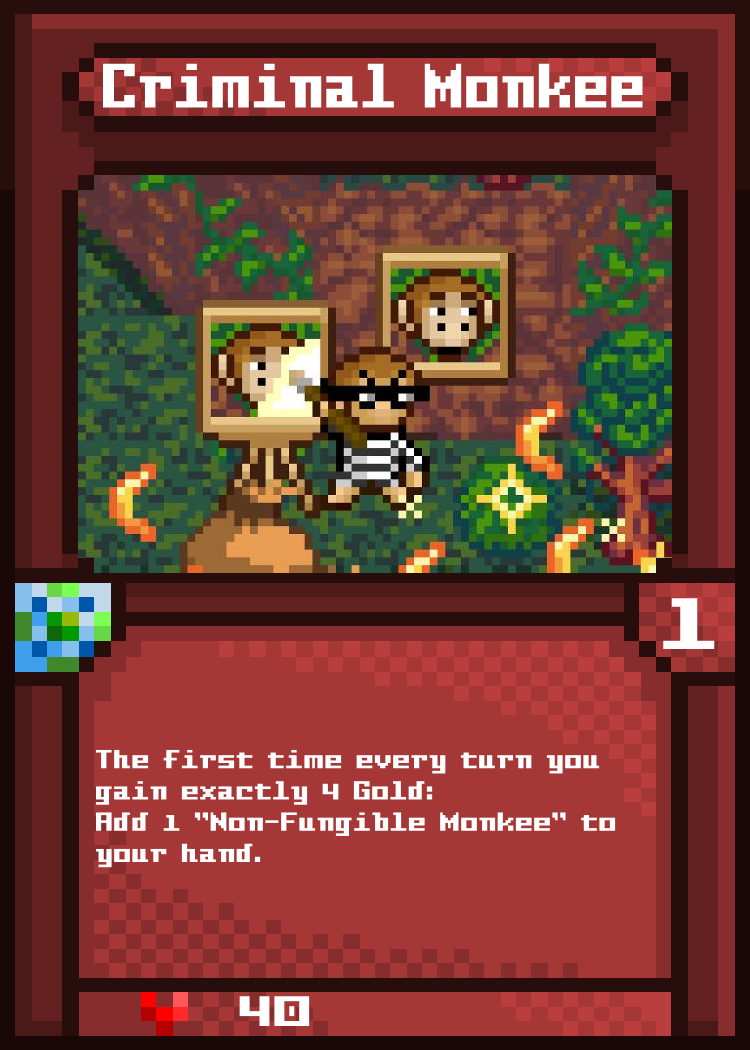 Criminal Monkee
1
The first time every turn you
gain exactly 4 Gold:
Add 1 "Non-Fungible Monkee" to
your hand.
40